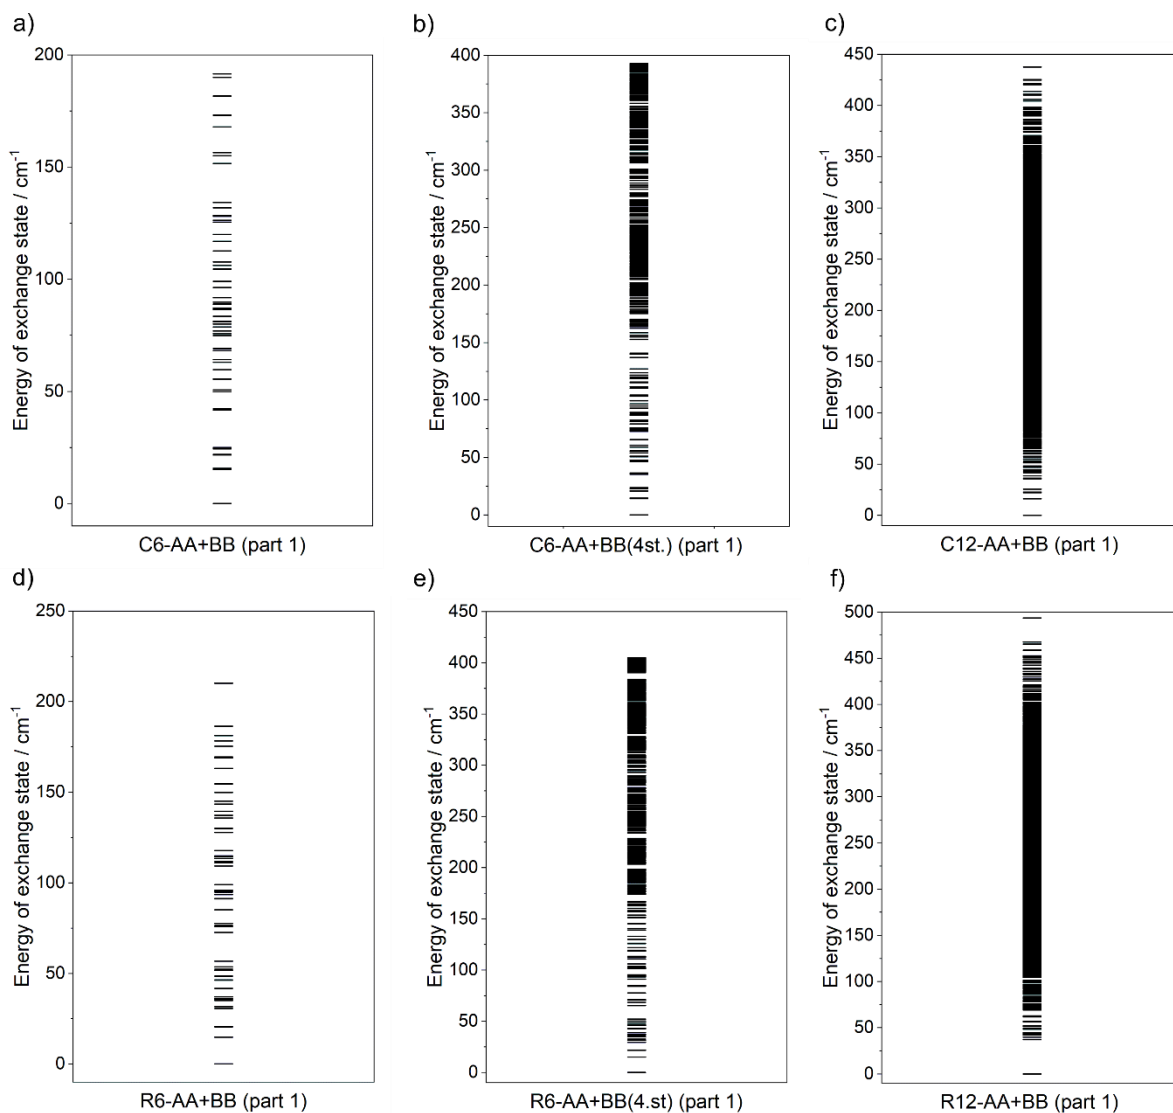 a)
200
150
100
50
0
Energy of exchange state / cm⁻¹
C6-AA+BB (part 1)
b)
400
350
300
250
200
150
100
50
0
Energy of exchange state / cm⁻¹
C6-AA+BB(4st.) (part 1)
c)
450
400
350
300
250
200
150
100
50
0
Energy of exchange state / cm⁻¹
C12-AA+BB (part 1)
d)
250
200
150
100
50
0
Energy of exchange state / cm⁻¹
R6-AA+BB (part 1)
e)
450
400
350
300
250
200
150
100
50
0
Energy of exchange state / cm⁻¹
R6-AA+BB(4.st) (part 1)
f)
500
450
400
350
300
250
200
150
100
50
0
Energy of exchange state / cm⁻¹
R12-AA+BB (part 1)